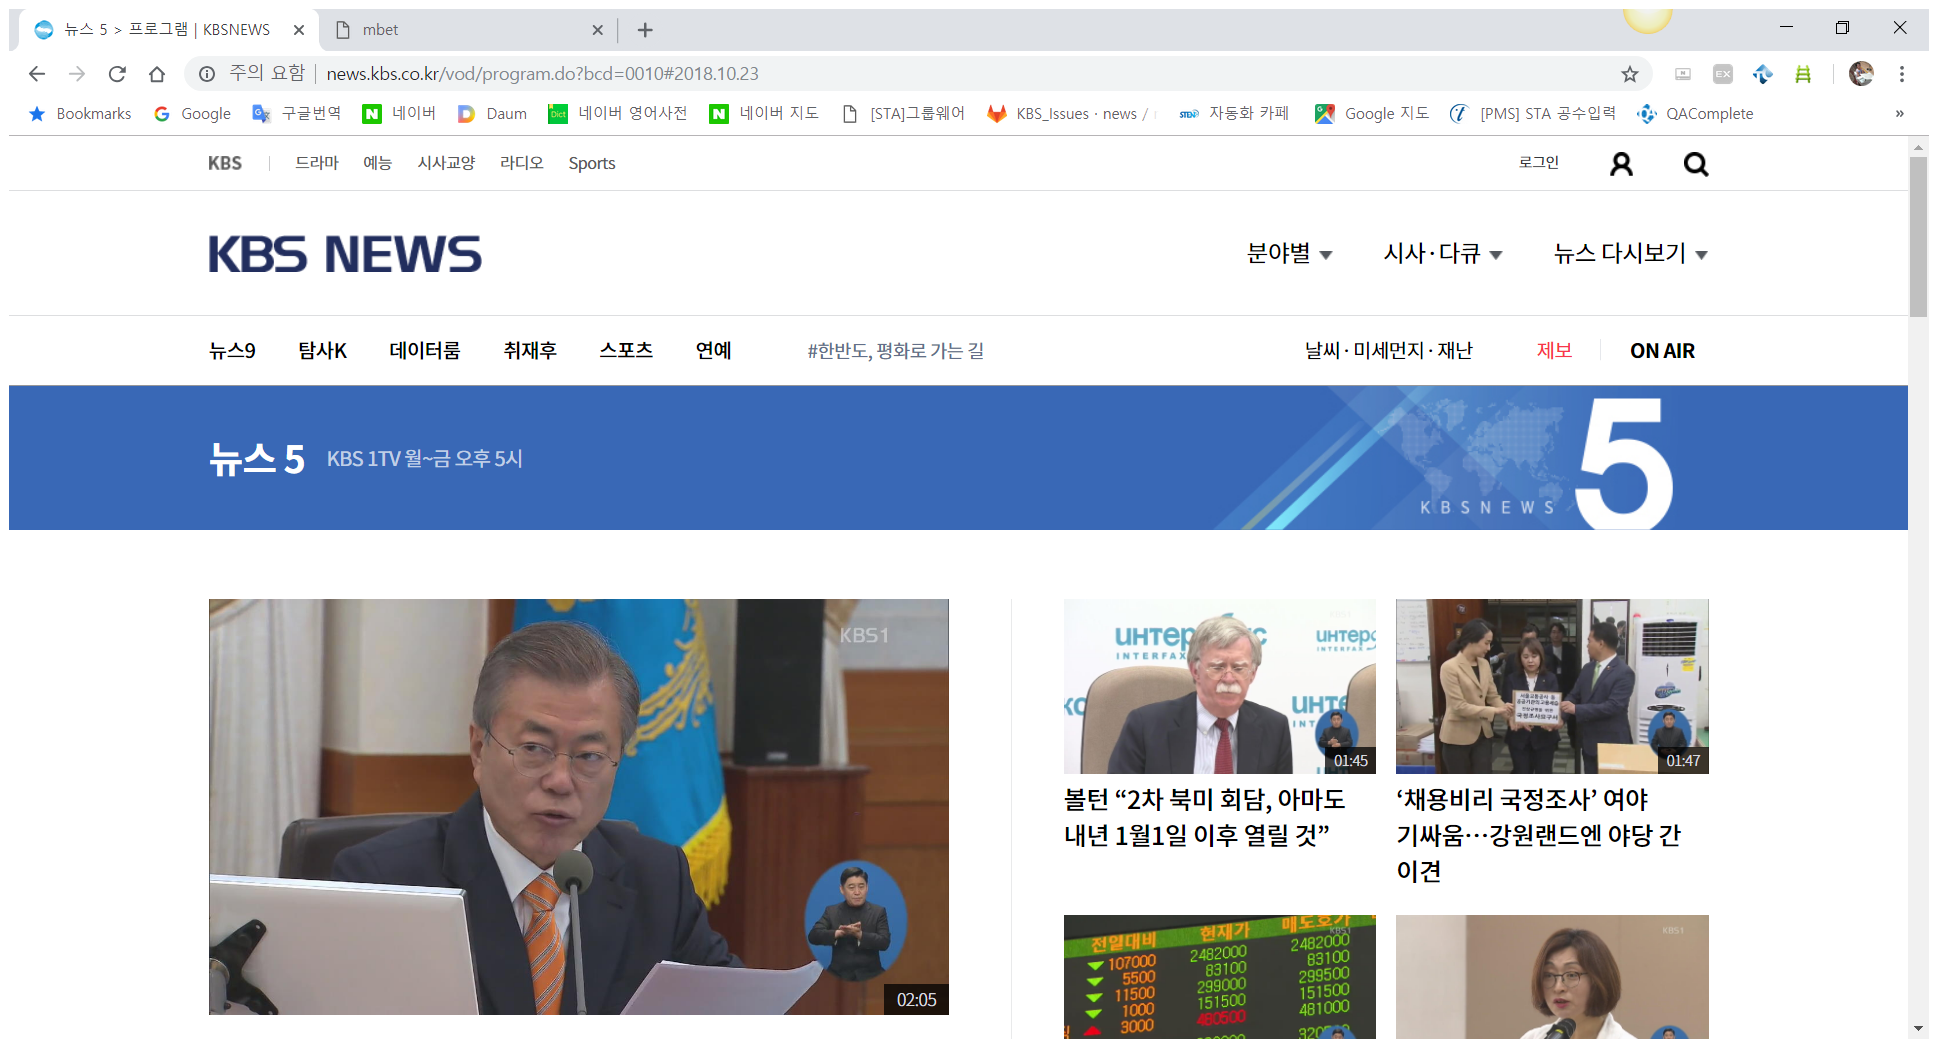 뉴스 5 > 프로그램 | KBSNEWS
mbet
주의 요함
news.kbs.co.kr/vod/program.do?bcd=0010#2018.10.23
Bookmarks
Google
구글번역
네이버
Daum
네이버 영어사전
네이버 지도
[STA]그룹웨어
KBS_Issues · news /
자동화 카페
Google 지도
[PMS] STA 공수입력
QAComplete
»
KBS
드라마
예능
시사교양
라디오
Sports
로그인
KBS NEWS
분야별
시사·다큐
뉴스 다시보기
뉴스9
탐사K
데이터룸
취재후
스포츠
연예
#한반도, 평화로 가는 길
날씨·미세먼지·재난
제보
ON AIR
뉴스 5
KBS 1TV 월~금 오후 5시
KBSNEWS
5
KBS1
02:05
INTERFAX
01:45
볼턴 “2차 북미 회담, 아마도
내년 1월1일 이후 열릴 것”
국정조사요구서
01:47
‘채용비리 국정조사’ 여야
기싸움…강원랜드엔 야당 간
이견
전일대비 현재가 매도호가
107000 2482000 2482000
5500 83100 83100
11500 299000 299500
1000 151500 151500
3000 480500 481000
KBS1